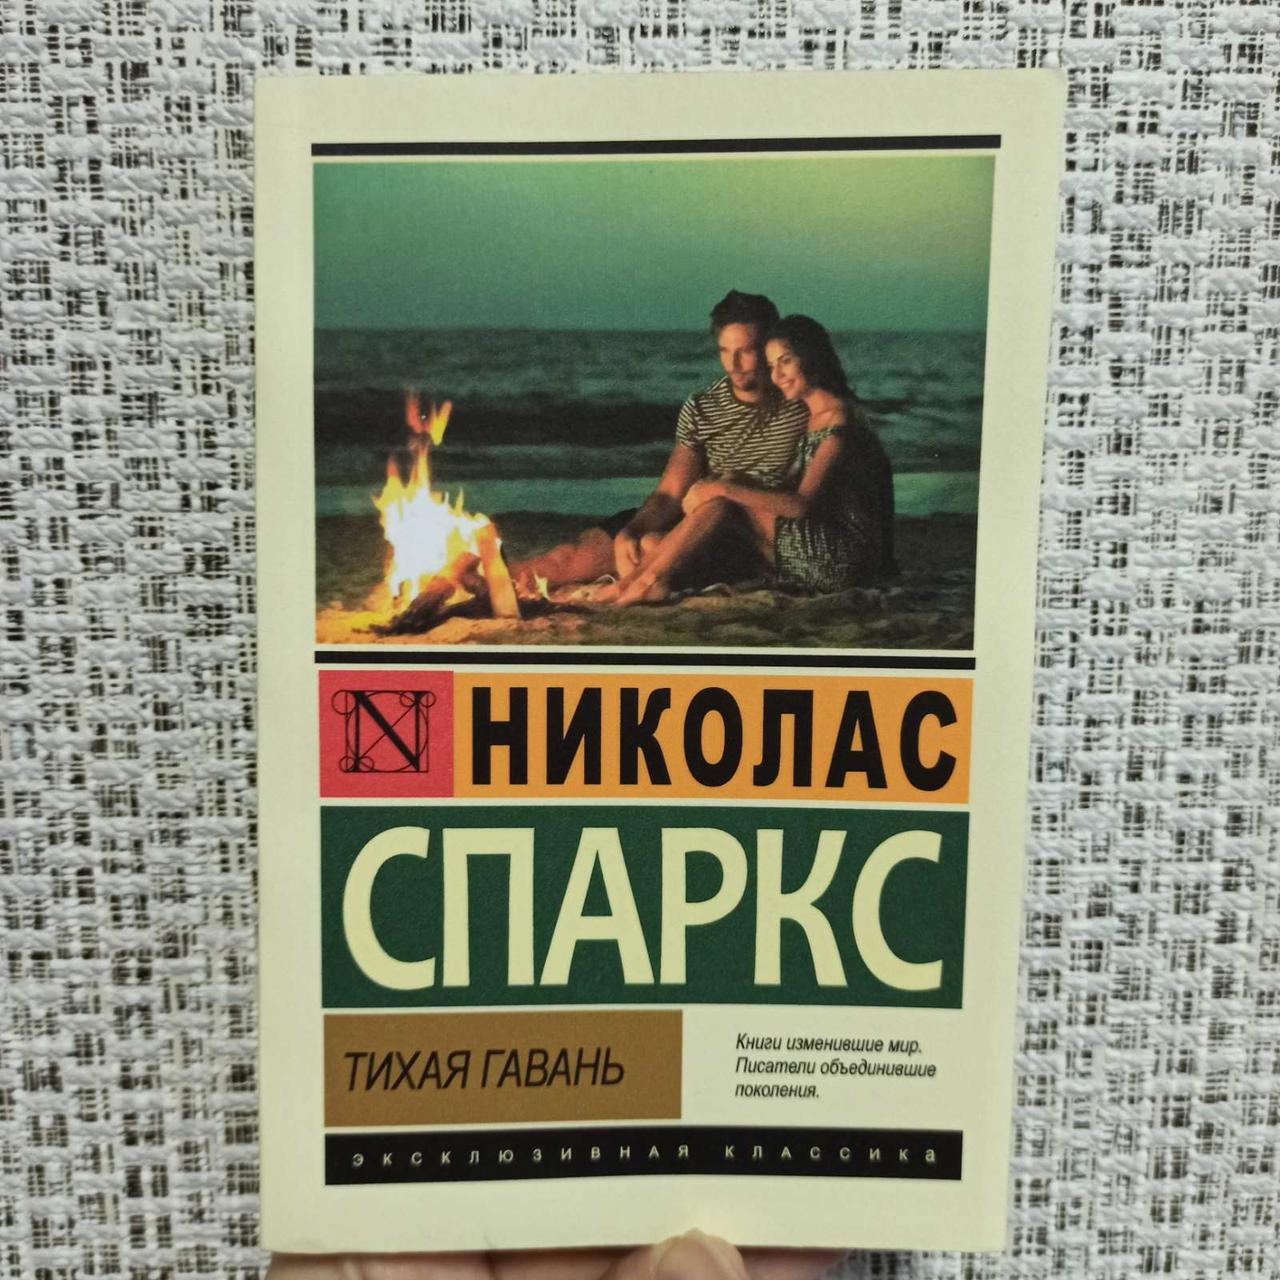 N
НИКОЛАС
СПАРКС
ТИХАЯ ГАВАНЬ
Книги изменившие мир.
Писатели объединившие
поколения.
ЭКСКЛЮЗИВНАЯ КЛАССИКа